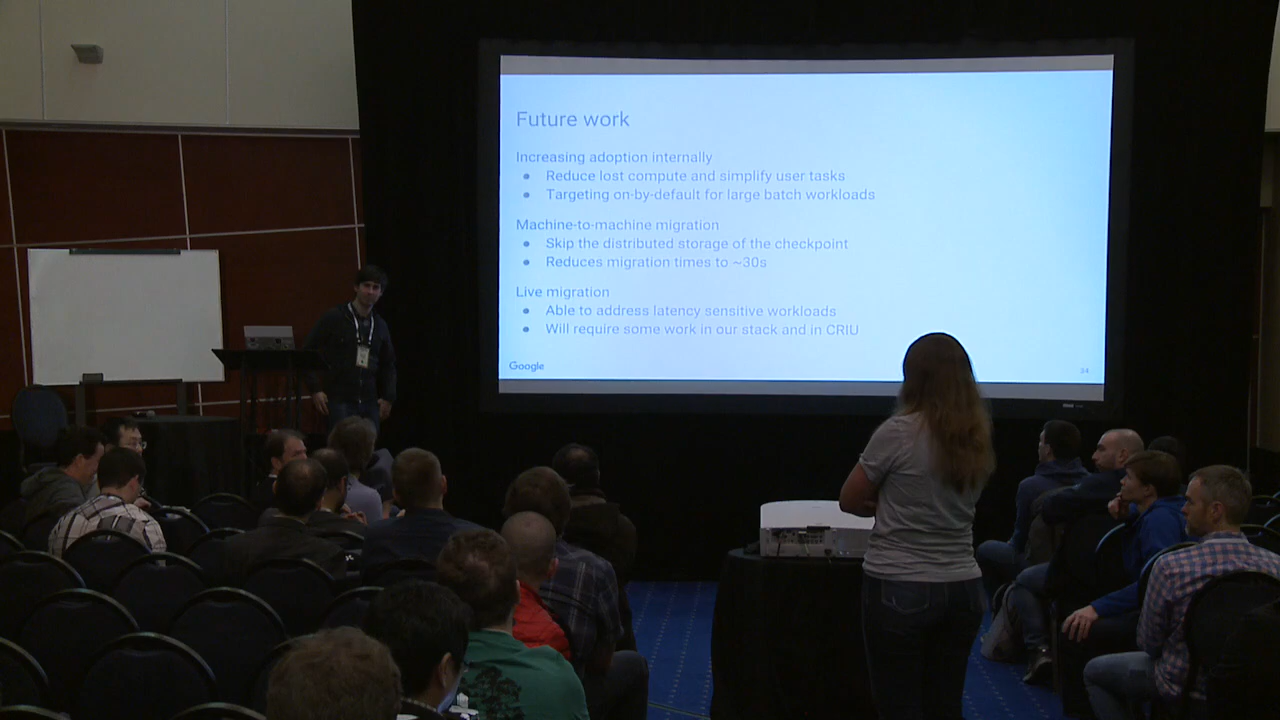 Future work
Increasing adoption internally
● Reduce lost compute and simplify user tasks
● Targeting on-by-default for large batch workloads
Machine-to-machine migration
● Skip the distributed storage of the checkpoint
● Reduces migration times to ~30s
Live migration
● Able to address latency sensitive workloads
● Will require some work in our stack and in CRIU
Google
34